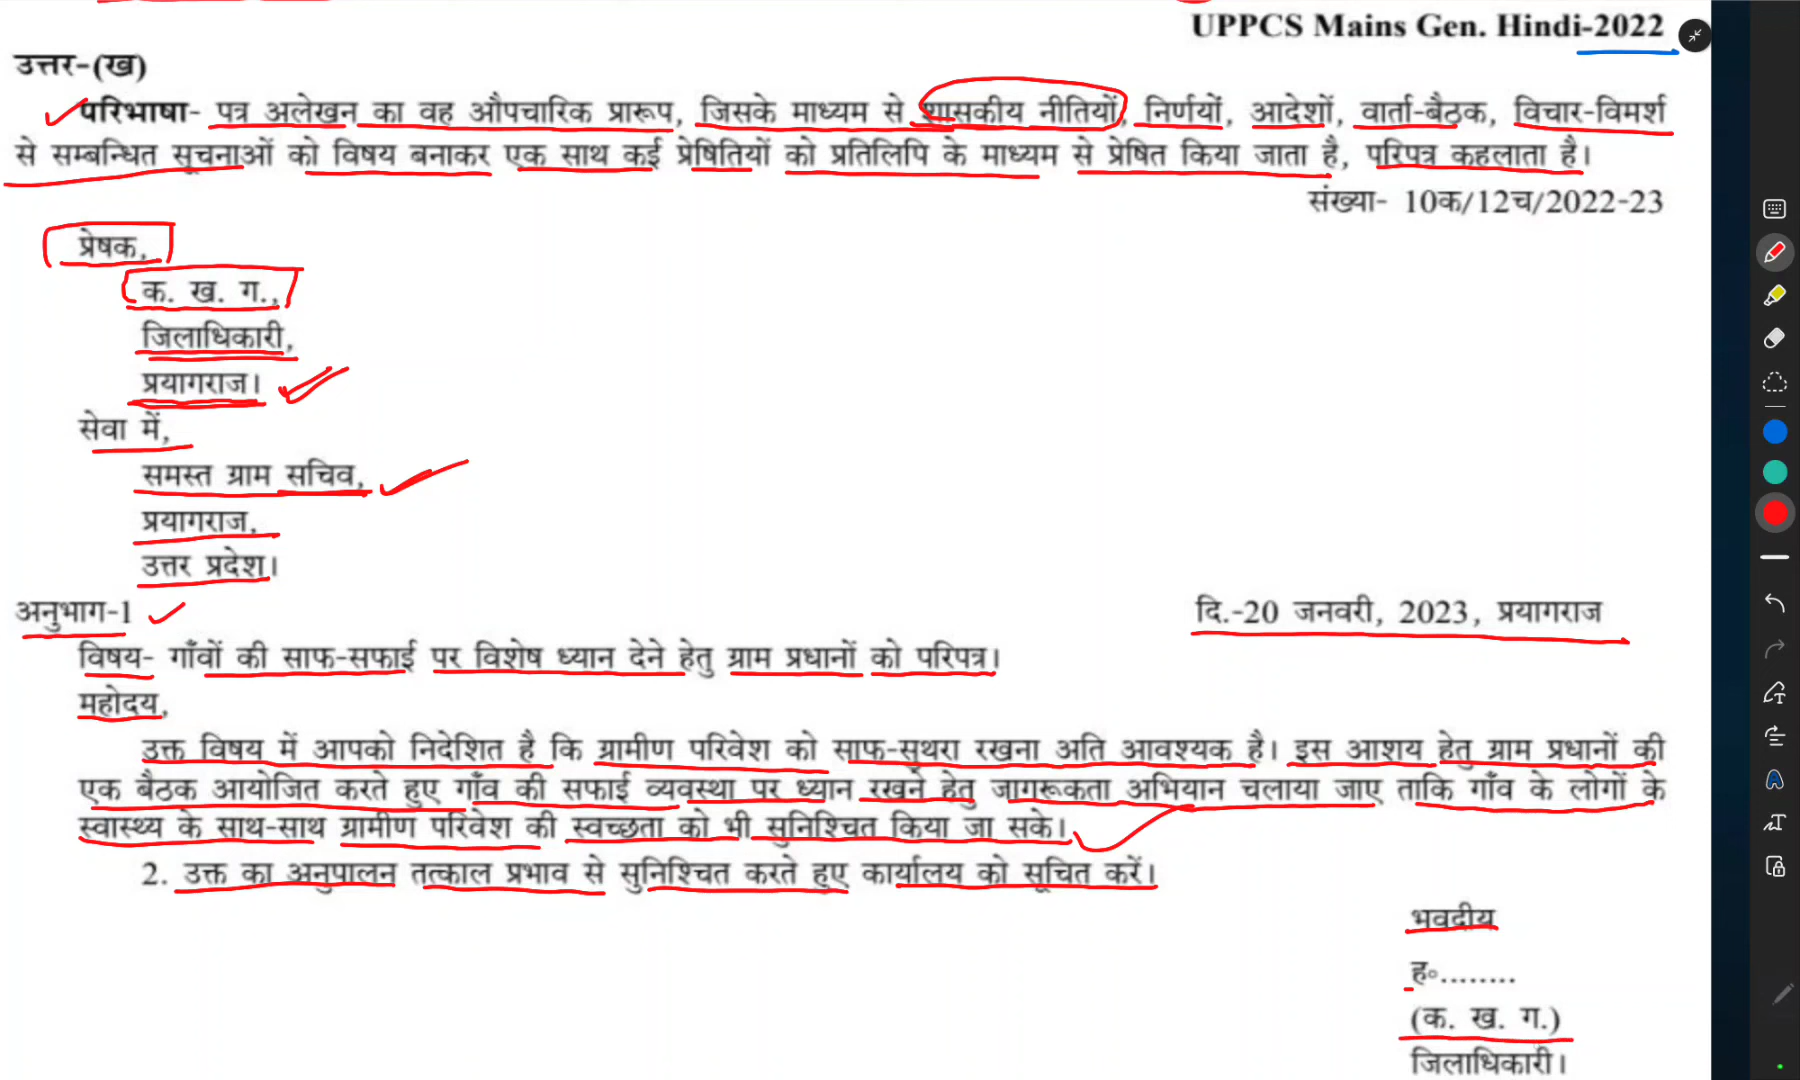 UPPCS Mains Gen. Hindi-2022
उत्तर-(ख)
परिभाषा- पत्र अलेखन का वह औपचारिक प्रारूप, जिसके माध्यम से शासकीय नीतियों, निर्णयों, आदेशों, वार्ता-बैठक, विचार-विमर्श
से सम्बन्धित सूचनाओं को विषय बनाकर एक साथ कई प्रेषितियों को प्रतिलिपि के माध्यम से प्रेषित किया जाता है, परिपत्र कहलाता है।
संख्या- 10क/12च/2022-23
प्रेषक,
क. ख. ग.,
जिलाधिकारी,
प्रयागराज।
सेवा में,
समस्त ग्राम सचिव,
प्रयागराज,
उत्तर प्रदेश।
अनुभाग-1
दि.-20 जनवरी, 2023, प्रयागराज
विषय- गाँवों की साफ-सफाई पर विशेष ध्यान देने हेतु ग्राम प्रधानों को परिपत्र।
महोदय,
उक्त विषय में आपको निदेशित है कि ग्रामीण परिवेश को साफ-सुथरा रखना अति आवश्यक है। इस आशय हेतु ग्राम प्रधानों की
एक बैठक आयोजित करते हुए गाँव की सफाई व्यवस्था पर ध्यान रखने हेतु जागरूकता अभियान चलाया जाए ताकि गाँव के लोगों के
स्वास्थ्य के साथ-साथ ग्रामीण परिवेश की स्वच्छता को भी सुनिश्चित किया जा सके।
2. उक्त का अनुपालन तत्काल प्रभाव से सुनिश्चित करते हुए कार्यालय को सूचित करें।
भवदीय
ह०........
(क. ख. ग.)
जिलाधिकारी।